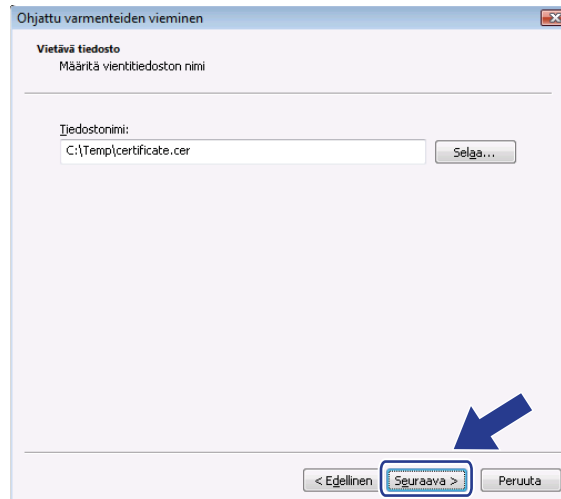 Ohjattu varmenteiden vieminen
Vietävä tiedosto
Määritä vientitiedoston nimi
Tiedostonimi:
C:\Temp\certificate.cer
Selaa...
< Edellinen
Seuraava >
Peruuta